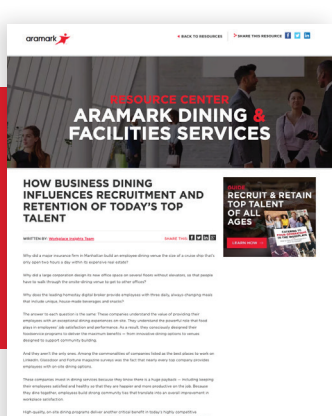 aramark
BACK TO RESOURCES
SHARE THIS RESOURCE
RESOURCE CENTER
ARAMARK DINING &
FACILITIES SERVICES
HOW BUSINESS DINING
INFLUENCES RECRUITMENT AND
RETENTION OF TODAY'S TOP
TALENT
WRITTEN BY: Workplace Insights Team
SHARE THIS
GUIDE
RECRUIT & RETAIN
TOP TALENT
OF ALL
AGES
LEARN NOW
Why did a major insurance firm in Manhattan build an employee dining venue the size of a cruise ship that's
only open two hours a day within its expensive real estate?
Why did a large corporation design its new office space on several floors without elevators, so that people
have to walk through the onsite dining venue to get to other offices?
Why does the leading homestay digital broker provide employees with three daily, always changing meals
that include unique, house-made beverages and snacks?
The answer to each question is the same. These companies understand the value of providing their
employees with an exceptional dining experiences on site. They understand the powerful role that food
plays in employees' job satisfaction and performance. As a result, they consciously designed their
foodservice programs to deliver the maximum benefits — from innovative dining options to venues
designed to support community building.
And they aren't the only ones. Among the commonalities of companies listed as the best places to work on
LinkedIn, Glassdoor and Fortune magazine surveys was the fact that nearly every top company provides
employees with on site dining options.
These companies invest in dining services because they know there is a huge payback — including keeping
their employees satisfied and healthy so that they are happier and more productive on the job. Because
they dine together, employees build strong community ties that translate into an overall improvement in
workplace satisfaction.
High-quality, on site dining programs deliver another critical benefit in today's highly competitive